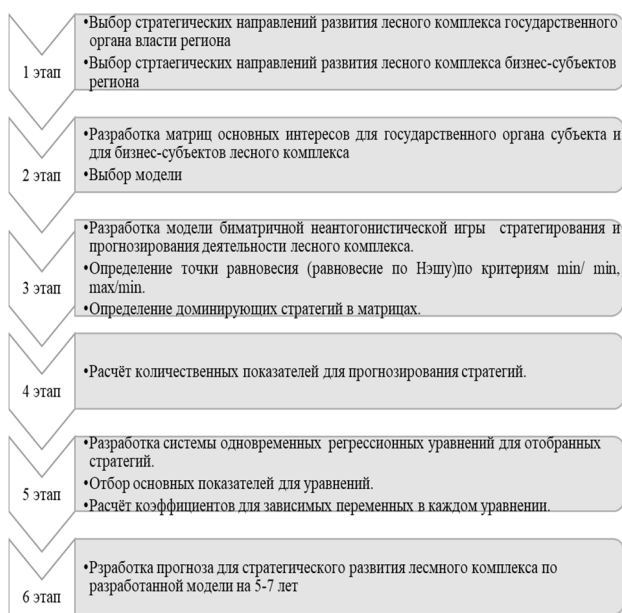 •Выбор стратегических направлений развития лесного комплекса государственного
органа власти региона
•Выбор стртаегических направлений развития лесного комплекса бизнес-субъектов
региона
1 этап
•Разработка матриц основных интересов для государственного органа субъекта и
для бизнес-субъектов лесного комплекса
•Выбор модели
2 этап
•Разработка модели биматричной неантогонистической игры стратегирования и
прогнозирования деятельности лесного комплекса.
•Определение точки равновесия (равновесие по Нэшу)по критериям min/ min,
max/min.
•Определение доминирующих стратегий в матрицах.
3 этап
•Расчёт количественных показателей для прогнозирования стратегий.
4 этап
•Разработка системы одновременных регрессионных уравнений для отобранных
стратегий.
•Отбор основных показателей для уравнений.
•Расчёт коэффициентов для зависимых переменных в каждом уравнении.
5 этап
•Рзработка прогноза для стратегического развития лесмного комплекса по
разработанной модели на 5-7 лет
6 этап